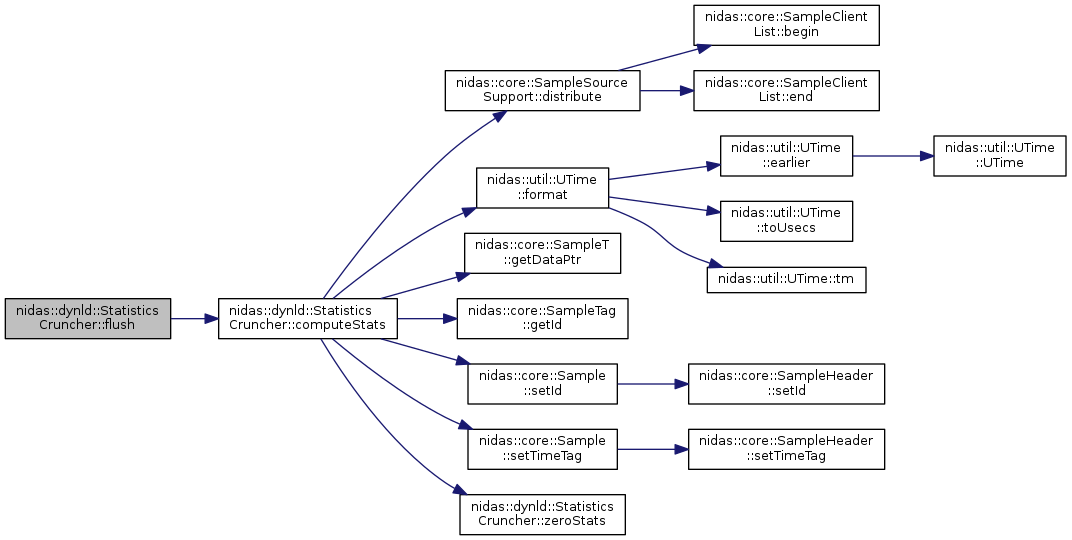 nidas::core::SampleClient
List::begin
nidas::core::SampleSource
Support::distribute
nidas::core::SampleClient
List::end
nidas::util::UTime
::earlier
nidas::util::UTime
::UTime
nidas::util::UTime
::format
nidas::util::UTime
::toUsecs
nidas::core::SampleT
::getDataPtr
nidas::util::UTime::tm
nidas::dynld::Statistics
Cruncher::flush
nidas::dynld::Statistics
Cruncher::computeStats
nidas::core::SampleTag
::getId
nidas::core::Sample
::setId
nidas::core::SampleHeader
::setId
nidas::core::Sample
::setTimeTag
nidas::core::SampleHeader
::setTimeTag
nidas::dynld::Statistics
Cruncher::zeroStats